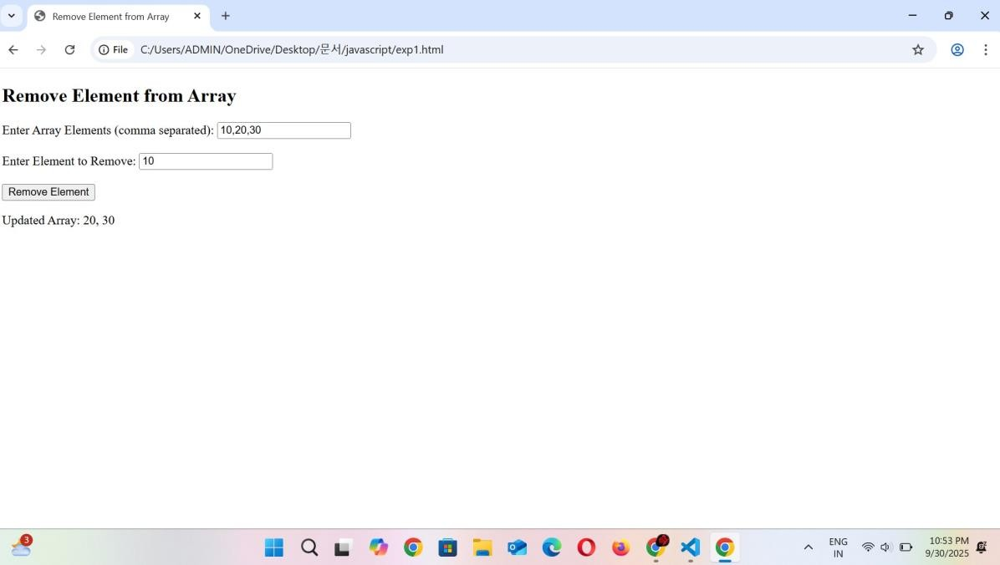 Remove Element from Array
File C:/Users/ADMIN/OneDrive/Desktop/문서/javascript/exp1.html
Remove Element from Array
Enter Array Elements (comma separated): 10,20,30
Enter Element to Remove: 10
Remove Element
Updated Array: 20, 30
3
ENG
IN
10:53 PM
9/30/2025